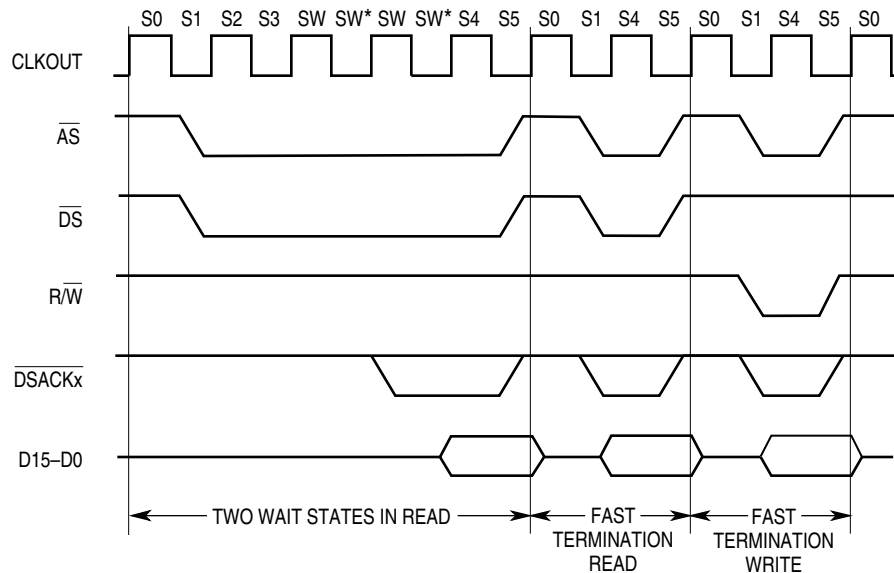 S0 S1 S2 S3 SW SW* SW SW* S4 S5 S0 S1 S4 S5 S0 S1 S4 S5 S0
CLKOUT
AS
DS
R/W
DSACKx
D15–D0
TWO WAIT STATES IN READ
FAST
TERMINATION
READ
FAST
TERMINATION
WRITE